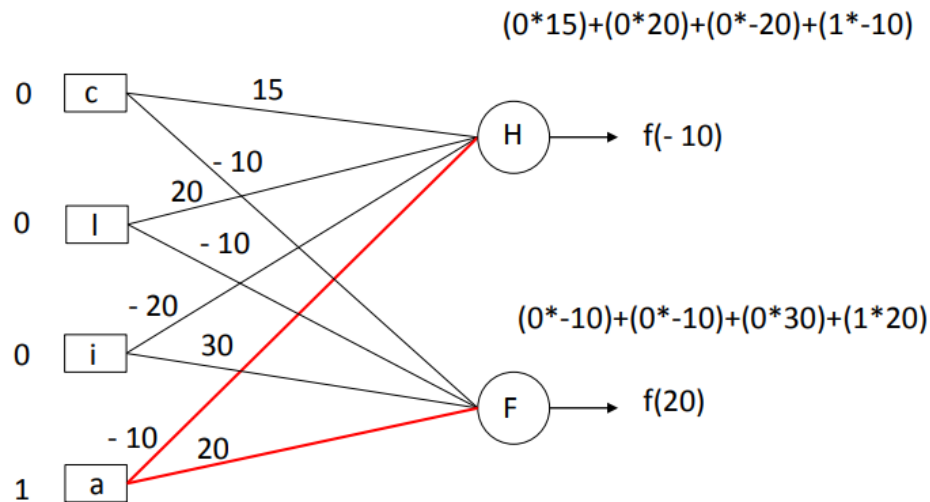 (0*15)+(0*20)+(0*-20)+(1*-10)
0 c 15 H f(- 10)
- 10
20
0 l - 10
- 20 (0*-10)+(0*-10)+(0*30)+(1*20)
0 i 30
F f(20)
- 10 20
1 a